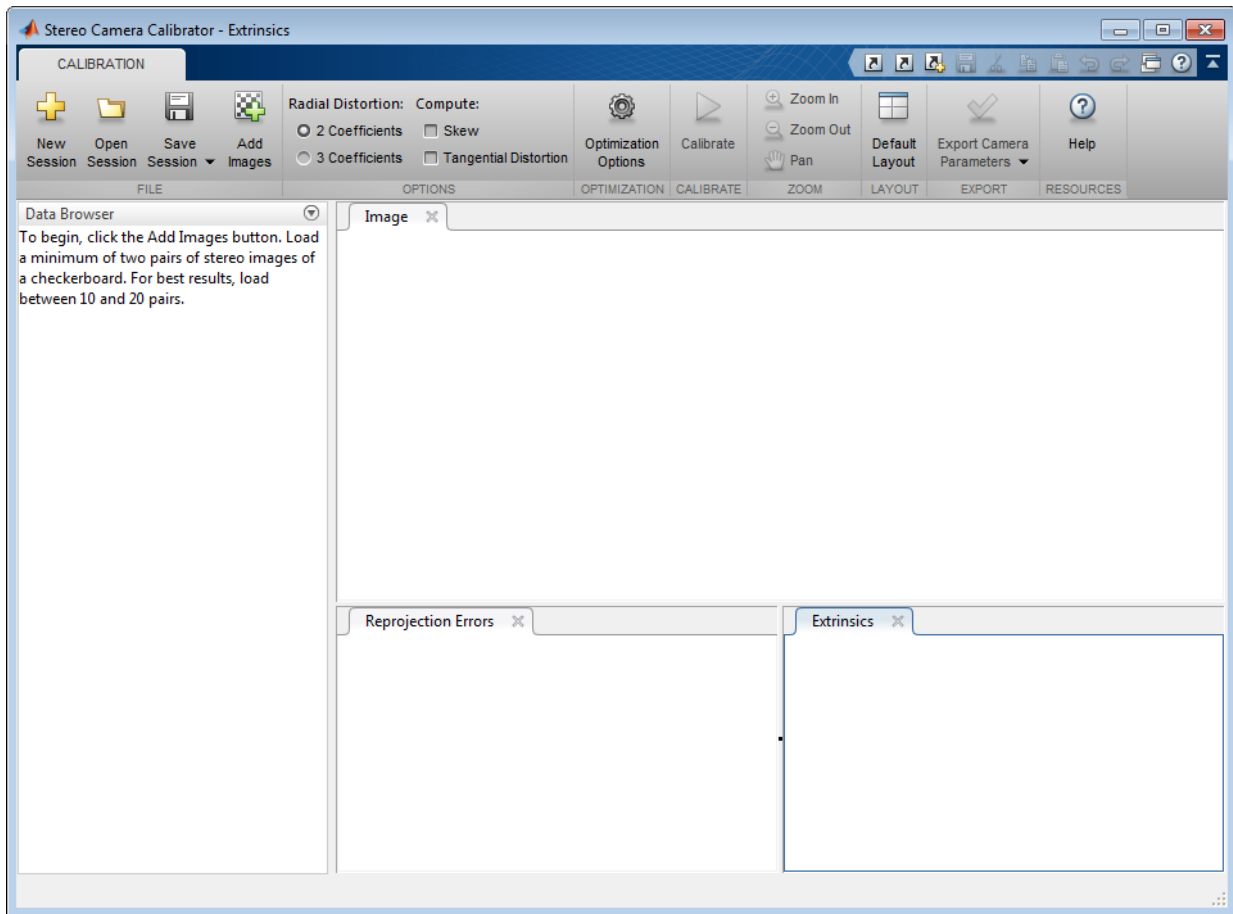 Stereo Camera Calibrator - Extrinsics
CALIBRATION
New Session
Open Session
Save Session
Add Images
Radial Distortion:
2 Coefficients
3 Coefficients
Compute:
Skew
Tangential Distortion
Optimization Options
Calibrate
Zoom In
Zoom Out
Pan
Default Layout
Export Camera Parameters
Help
FILE
OPTIONS
OPTIMIZATION
CALIBRATE
ZOOM
LAYOUT
EXPORT
RESOURCES
Data Browser
To begin, click the Add Images button. Load
a minimum of two pairs of stereo images of
a checkerboard. For best results, load
between 10 and 20 pairs.
Image
Reprojection Errors
Extrinsics